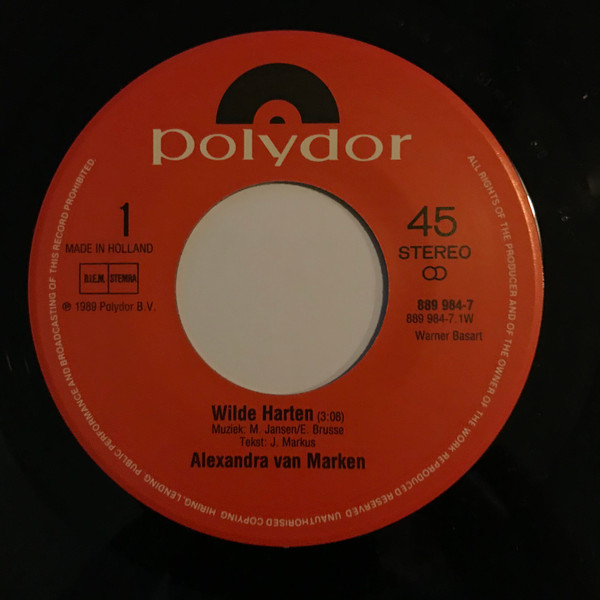 polydor
1
MADE IN HOLLAND
B.I.E.M. STEMRA
℗ 1989 Polydor B.V.
45
STEREO
889 984-7
889 984-7.1W
Warner Basart
Wilde Harten (3:08)
Muziek: M. Jansen/E. Brusse
Tekst: J. Markus
Alexandra van Marken
ALL RIGHTS OF THE PRODUCER AND OF THE OWNER OF THE WORK REPRODUCED RESERVED UNAUTHORISED COPYING, HIRING, LENDING, PUBLIC PERFORMANCE AND BROADCASTING OF THIS RECORD PROHIBITED.